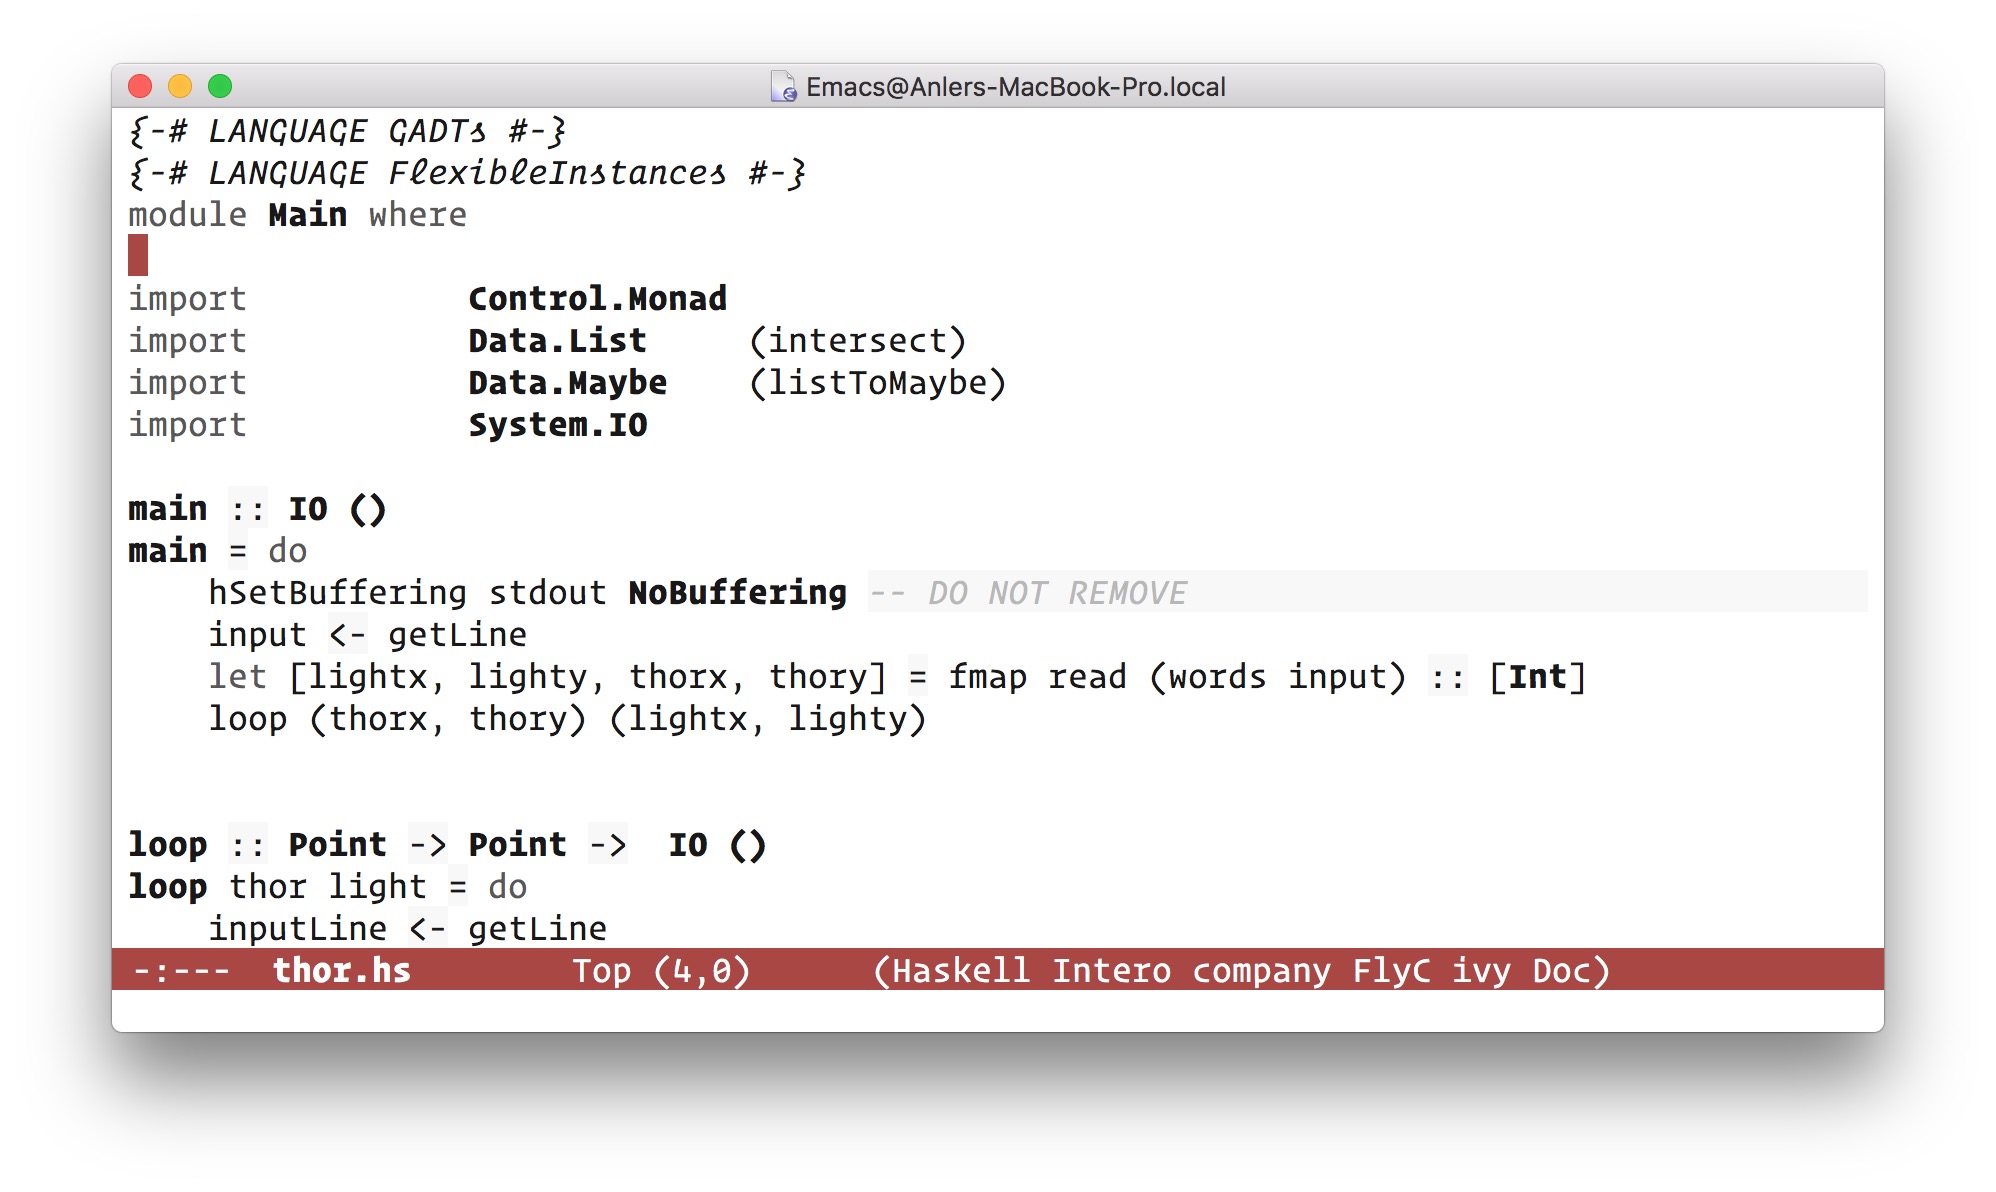 Emacs@Anlers-MacBook-Pro.local
{-# LANGUAGE GADTs #-}
{-# LANGUAGE FlexibleInstances #-}
module Main where
import           Control.Monad
import           Data.List     (intersect)
import           Data.Maybe    (listToMaybe)
import           System.IO
main :: IO ()
main = do
    hSetBuffering stdout NoBuffering -- DO NOT REMOVE
    input <- getLine
    let [lightx, lighty, thorx, thory] = fmap read (words input) :: [Int]
    loop (thorx, thory) (lightx, lighty)
loop :: Point -> Point ->  IO ()
loop thor light = do
    inputLine <- getLine
-:---  thor.hs        Top (4,0)      (Haskell Intero company FlyC ivy Doc)